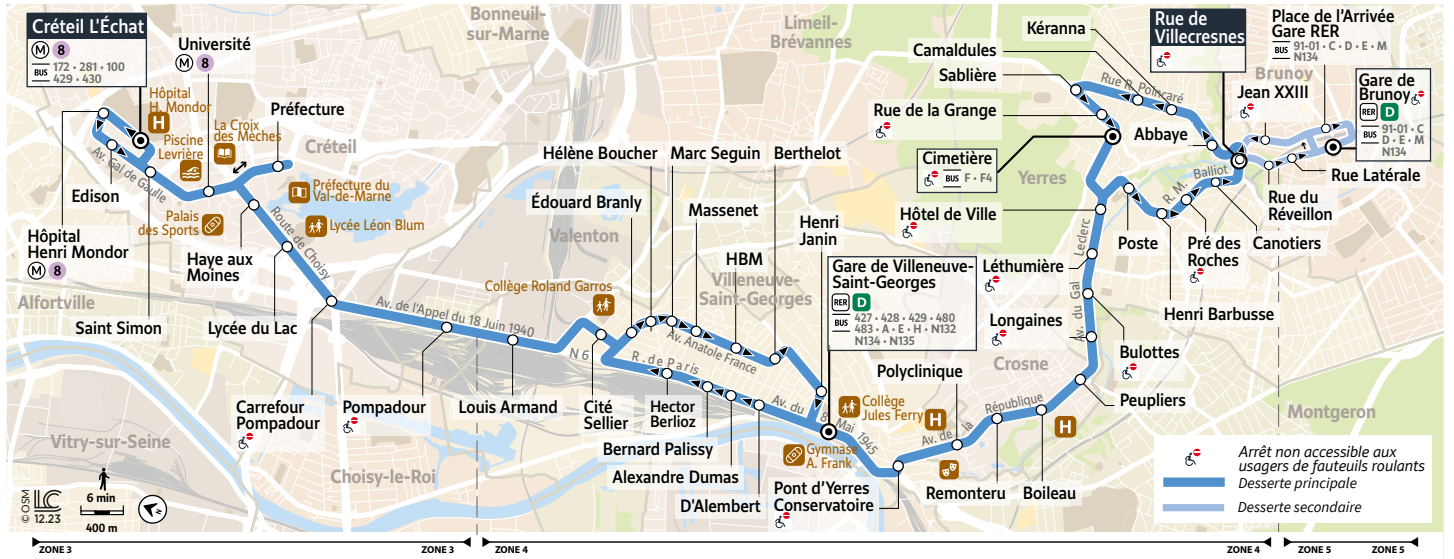 Créteil L'Échat
M 8
BUS 172 • 281 • 100
429 • 430
Université
M 8
Bonneuil-
sur-Marne
Limeil-
Brévannes
Kéranna
Camaldules
Sablière
Rue de la Grange
Rue de
Villecresnes
Place de l'Arrivée
Gare RER
BUS 91-01 • C • D • E • M
N134
Brunoy
Jean XXIII
Gare de
Brunoy
RER D
BUS 91-01 • C
D • E • M
N134
Hôpital
H. Mondor
H
Piscine
Levrière
La Croix
des Mèches
Préfecture
Créteil
Préfecture du
Val-de-Marne
Lycée Léon Blum
Palais
des Sports
Av. Gal de Gaulle
Edison
Hôpital
Henri Mondor
M 8
Alfortville
Saint Simon
Haye aux
Moines
Lycée du Lac
Route de Choisy
Av. de l'Appel du 18 Juin 1940
Carrefour
Pompadour
Pompadour
Louis Armand
Vitry-sur-Seine
Choisy-le-Roi
Hélène Boucher
Marc Seguin
Berthelot
Édouard Branly
Massenet
Valenton
HBM
Henri
Janin
Villeneuve-
Saint-Georges
Collège Roland Garros
Av. Anatole France
N 6
R. de Paris
Av. du 8 Mai 1945
Cité
Sellier
Hector
Berlioz
Bernard Palissy
Alexandre Dumas
D'Alembert
Gare de Villeneuve-
Saint-Georges
RER D
BUS 427 • 428 • 429 • 480
483 • A • E • H • N132
N134 • N135
Collège
Jules Ferry
Gymnase
A. Frank
Pont d'Yerres
Conservatoire
Polyclinique
H
Av. de la République
Remonteru
Boileau
H
Crosne
Peupliers
Bulottes
Longaines
Léthumière
Av. du Gal Leclerc
Hôtel de Ville
Cimetière
BUS F • F4
Yerres
Rue R. Poincaré
Abbaye
R. M. Balliot
Poste
Henri Barbusse
Pré des
Roches
Canotiers
Rue du
Réveillon
Rue Latérale
Montgeron
Arrêt non accessible aux
usagers de fauteuils roulants
Desserte principale
Desserte secondaire
© OSM
LC
12.23
6 min
400 m
ZONE 3
ZONE 3
ZONE 4
ZONE 4
ZONE 5
ZONE 5